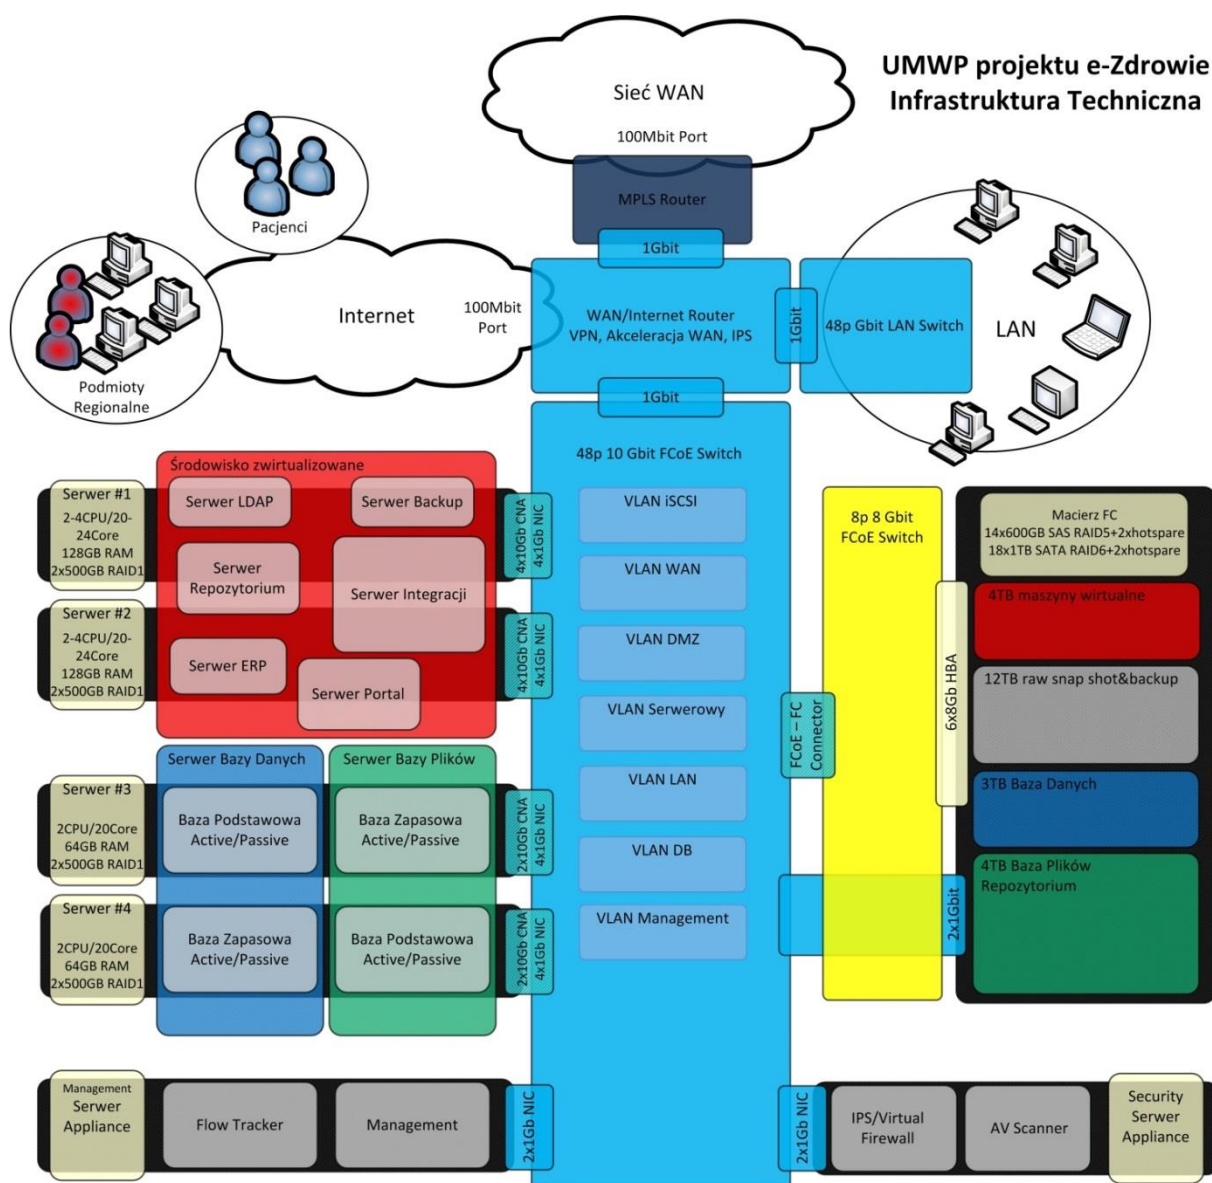 UMWP projektu e-Zdrowie
Infrastruktura Techniczna
Sieć WAN
100Mbit Port
MPLS Router
1Gbit
Pacjenci
Podmioty
Regionalne
Internet
100Mbit
Port
WAN/Internet Router
VPN, Akceleracja WAN, IPS
1Gbit
48p Gbit LAN Switch
LAN
1Gbit
48p 10 Gbit FCoE Switch
VLAN iSCSI
VLAN WAN
VLAN DMZ
VLAN Serwerowy
VLAN LAN
VLAN DB
VLAN Management
Środowisko zwirtualizowane
Serwer LDAP
Serwer Backup
Serwer
Repozytorium
Serwer Integracji
Serwer ERP
Serwer Portal
Serwer #1
2-4CPU/20-
24Core
128GB RAM
2x500GB RAID1
4x10Gb CNA
4x1Gb NIC
Serwer #2
2-4CPU/20-
24Core
128GB RAM
2x500GB RAID1
4x10Gb CNA
4x1Gb NIC
Serwer Bazy Danych
Serwer Bazy Plików
Serwer #3
2CPU/20Core
64GB RAM
2x500GB RAID1
Baza Podstawowa
Active/Passive
Baza Zapasowa
Active/Passive
2x10Gb CNA
4x1Gb NIC
Serwer #4
2CPU/20Core
64GB RAM
2x500GB RAID1
Baza Zapasowa
Active/Passive
Baza Podstawowa
Active/Passive
2x10Gb CNA
4x1Gb NIC
FCoE – FC
Connector
8p 8 Gbit
FCoE Switch
6x8Gb HBA
2x1Gbit
Macierz FC
14x600GB SAS RAID5+2xhotspare
18x1TB SATA RAID6+2xhotspare
4TB maszyny wirtualne
12TB raw snap shot&backup
3TB Baza Danych
4TB Baza Plików
Repozytorium
Management
Serwer
Appliance
Flow Tracker
Management
2x1Gb NIC
2x1Gb NIC
IPS/Virtual
Firewall
AV Scanner
Security
Serwer
Appliance